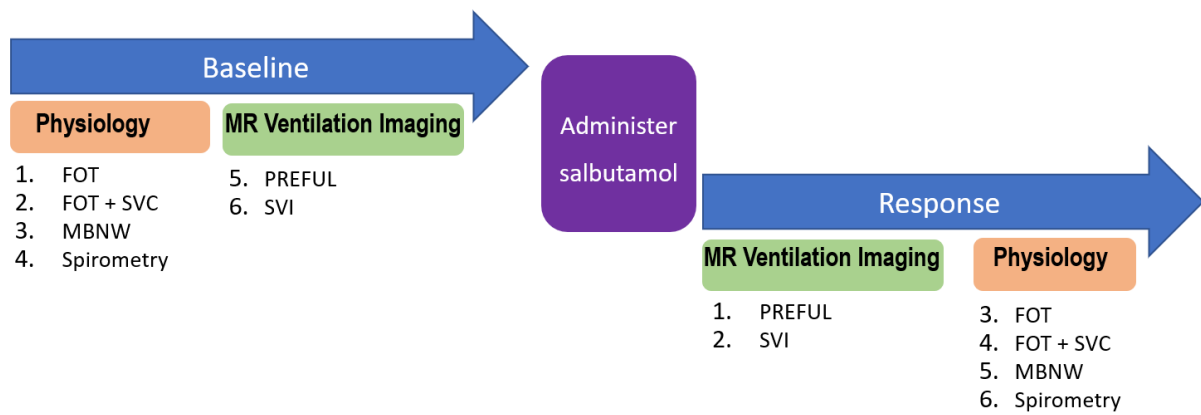 Baseline
Physiology
MR Ventilation Imaging
1. FOT
2. FOT + SVC
3. MBNW
4. Spirometry
5. PREFUL
6. SVI
Administer
salbutamol
Response
MR Ventilation Imaging
Physiology
1. PREFUL
2. SVI
3. FOT
4. FOT + SVC
5. MBNW
6. Spirometry